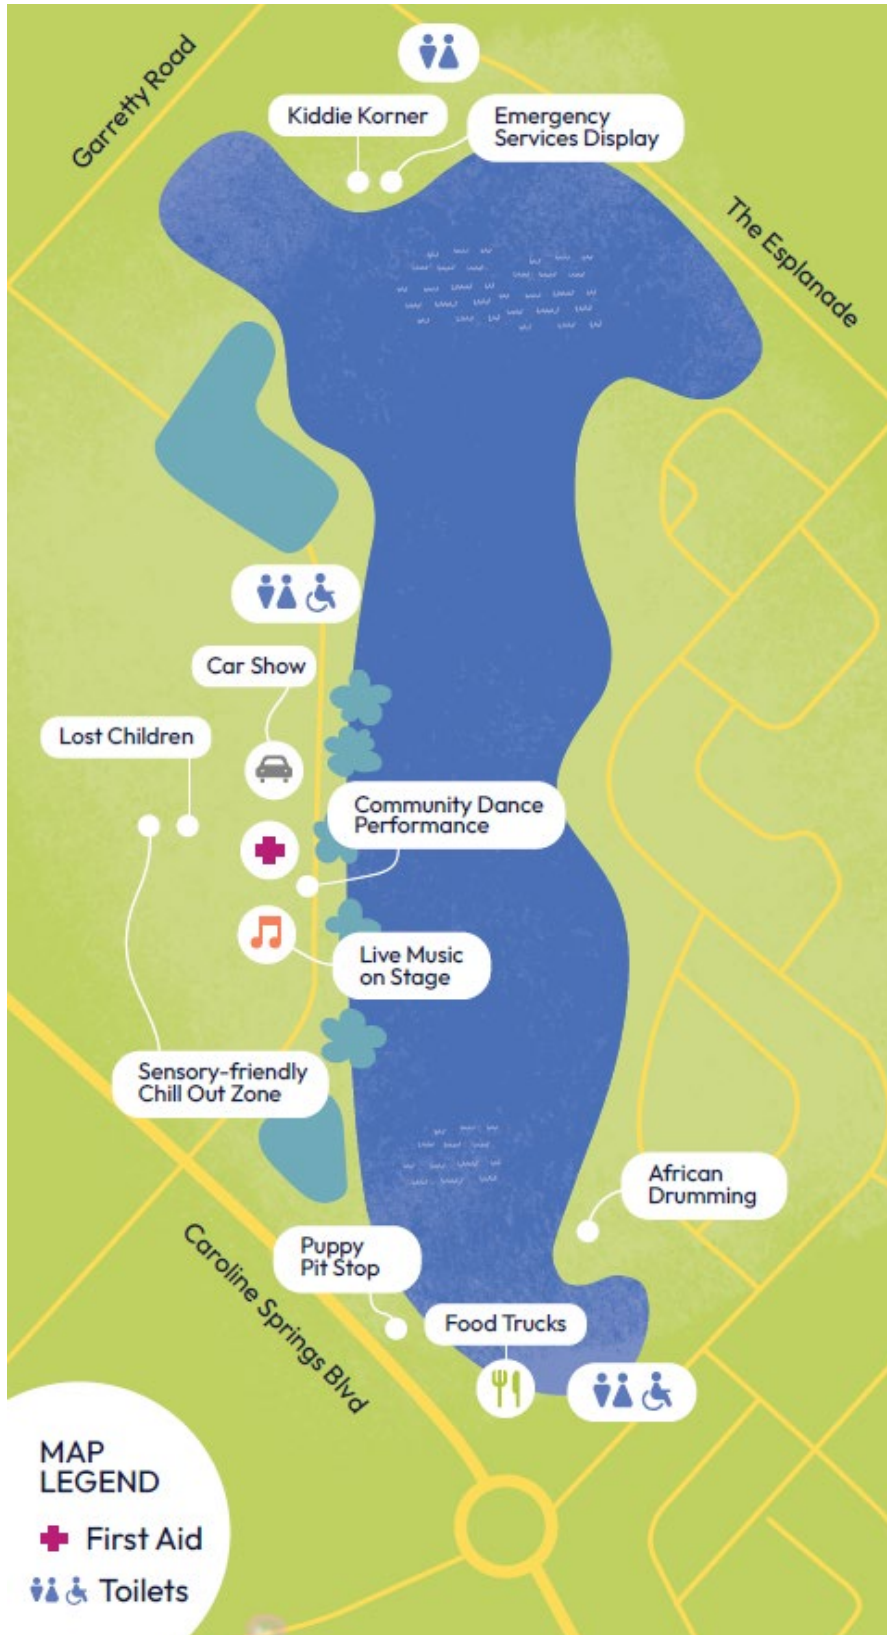 Garretty Road
Kiddie Korner
Emergency
Services Display
The Esplanade
Car Show
Lost Children
Community Dance
Performance
Live Music
on Stage
Sensory-friendly
Chill Out Zone
African
Drumming
Puppy
Pit Stop
Caroline Springs Blvd
Food Trucks
MAP
LEGEND
First Aid
Toilets